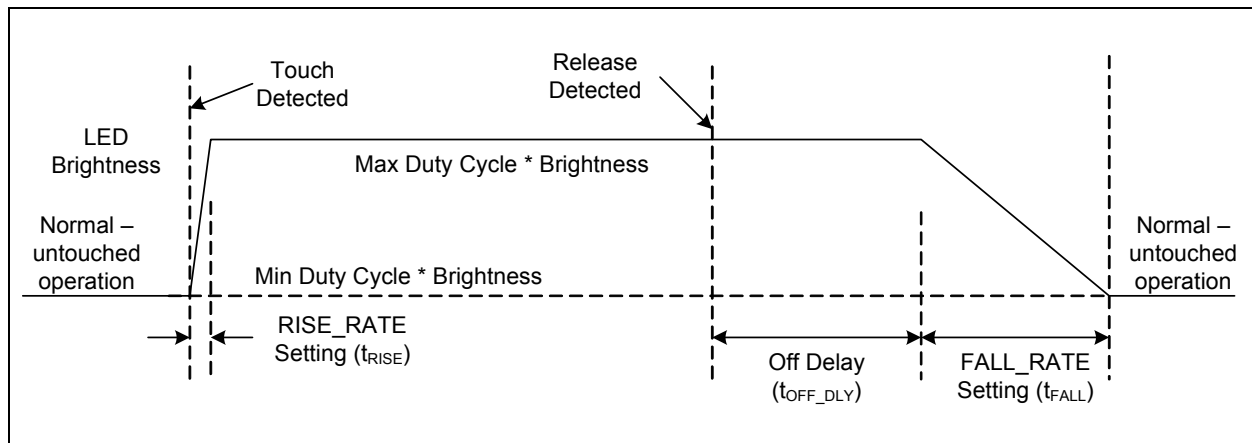 Touch
Detected
Release
Detected
LED
Brightness
Max Duty Cycle * Brightness
Normal –
untouched
operation
Min Duty Cycle * Brightness
Normal –
untouched
operation
RISE_RATE
Setting (tRISE)
Off Delay
(tOFF_DLY)
FALL_RATE
Setting (tFALL)